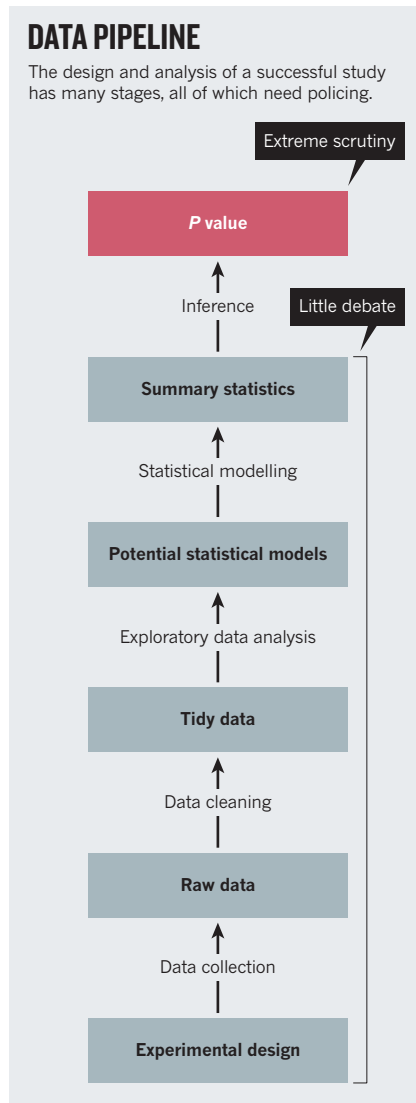 DATA PIPELINE
The design and analysis of a successful study
has many stages, all of which need policing.
Extreme scrutiny
P value
Inference
Little debate
Summary statistics
Statistical modelling
Potential statistical models
Exploratory data analysis
Tidy data
Data cleaning
Raw data
Data collection
Experimental design